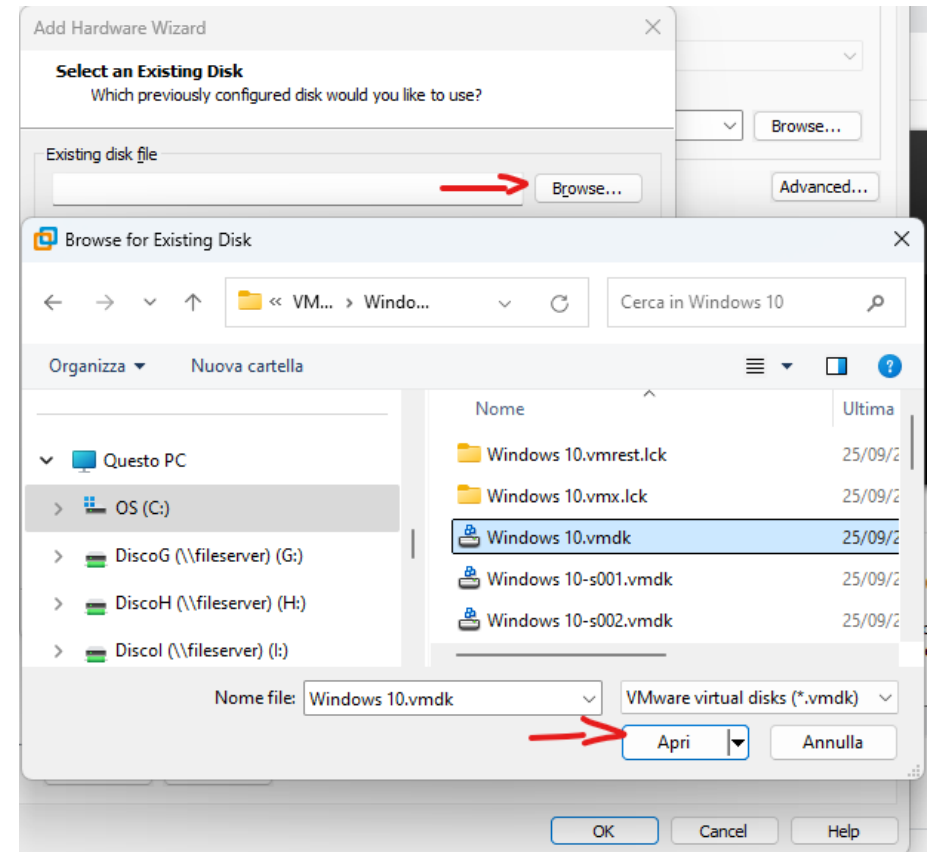 Add Hardware Wizard
Select an Existing Disk
Which previously configured disk would you like to use?
Browse...
Existing disk file
Browse...
Advanced...
Browse for Existing Disk
« VM... › Windo...
Cerca in Windows 10
Organizza
Nuova cartella
Nome
Ultima
Questo PC
OS (C:)
DiscoG (\\fileserver) (G:)
DiscoH (\\fileserver) (H:)
DiscoI (\\fileserver) (I:)
Windows 10.vmrest.lck
25/09/2
Windows 10.vmx.lck
25/09/2
Windows 10.vmdk
25/09/2
Windows 10-s001.vmdk
25/09/2
Windows 10-s002.vmdk
25/09/2
Nome file:
Windows 10.vmdk
VMware virtual disks (*.vmdk)
Apri
Annulla
OK
Cancel
Help